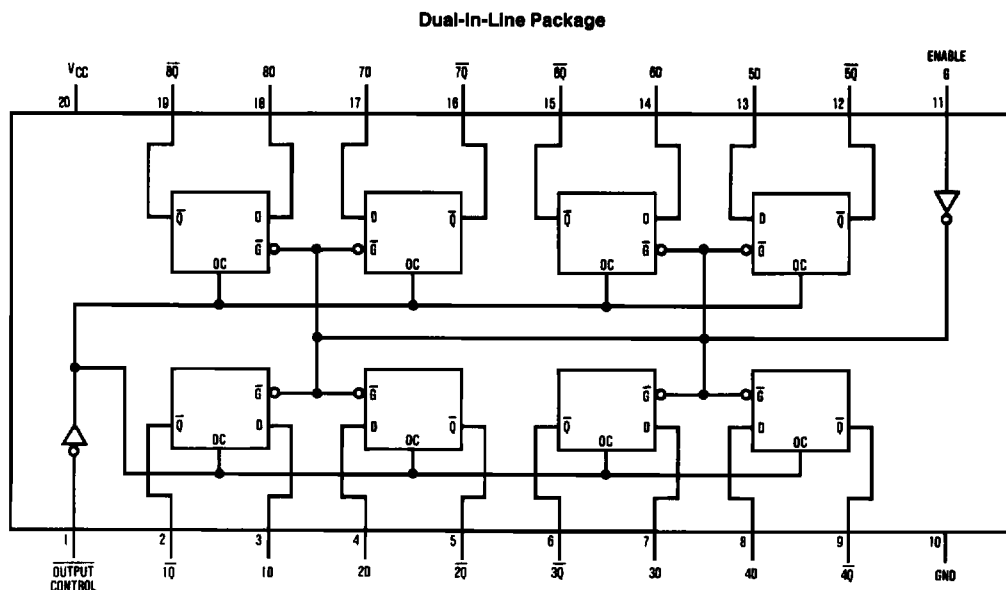 Dual-In-Line Package
VCC 8Q̅ 8D 7D 7Q̅ 6Q̅ 6D 5D 5Q̅ ENABLE G
20 19 18 17 16 15 14 13 12 11
Q̅ D D Q̅ Q̅ D D Q̅
G̅ G̅ G̅ G̅
OC OC OC OC
G̅ G̅ G̅ G̅
Q̅ D D Q̅ Q̅ D D Q̅
OC OC OC OC
1 2 3 4 5 6 7 8 9 10
OUTPUT 1Q̅ 1D 2D 2Q̅ 3Q̅ 3D 4D 4Q̅ GND
CONTROL